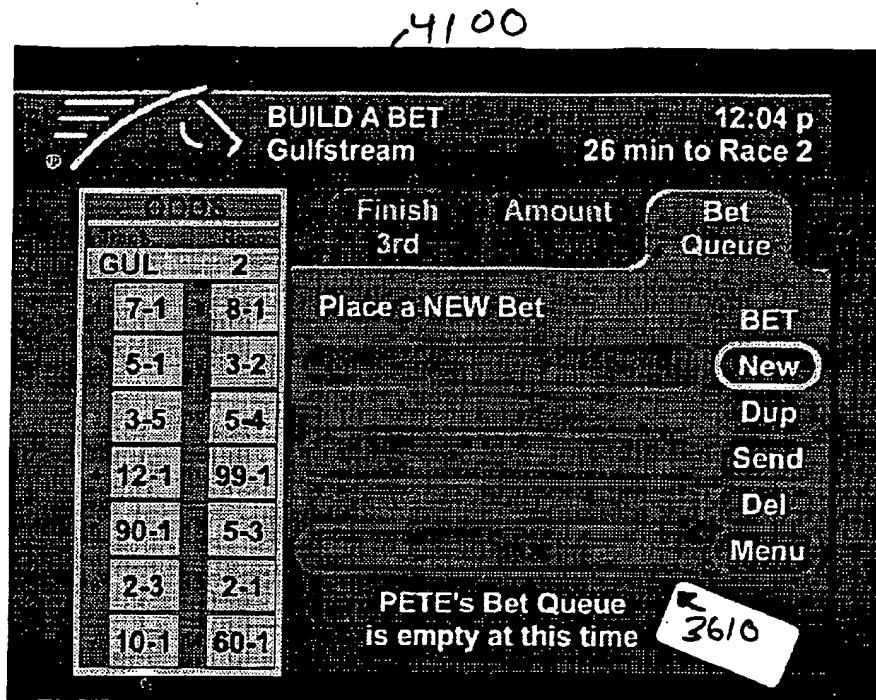 4100
BUILD A BET
12:04 p
Gulfstream
26 min to Race 2
ODDS
Track Race
GUL 2
7-1 8-1
5-1 3-2
3-5 5-4
12-1 99-1
90-1 5-3
2-3 2-1
10-1 60-1
Finish
3rd
Amount
Bet
Queue
Place a NEW Bet
BET
New
Dup
Send
Del
Menu
PETE's Bet Queue
is empty at this time
3610
®